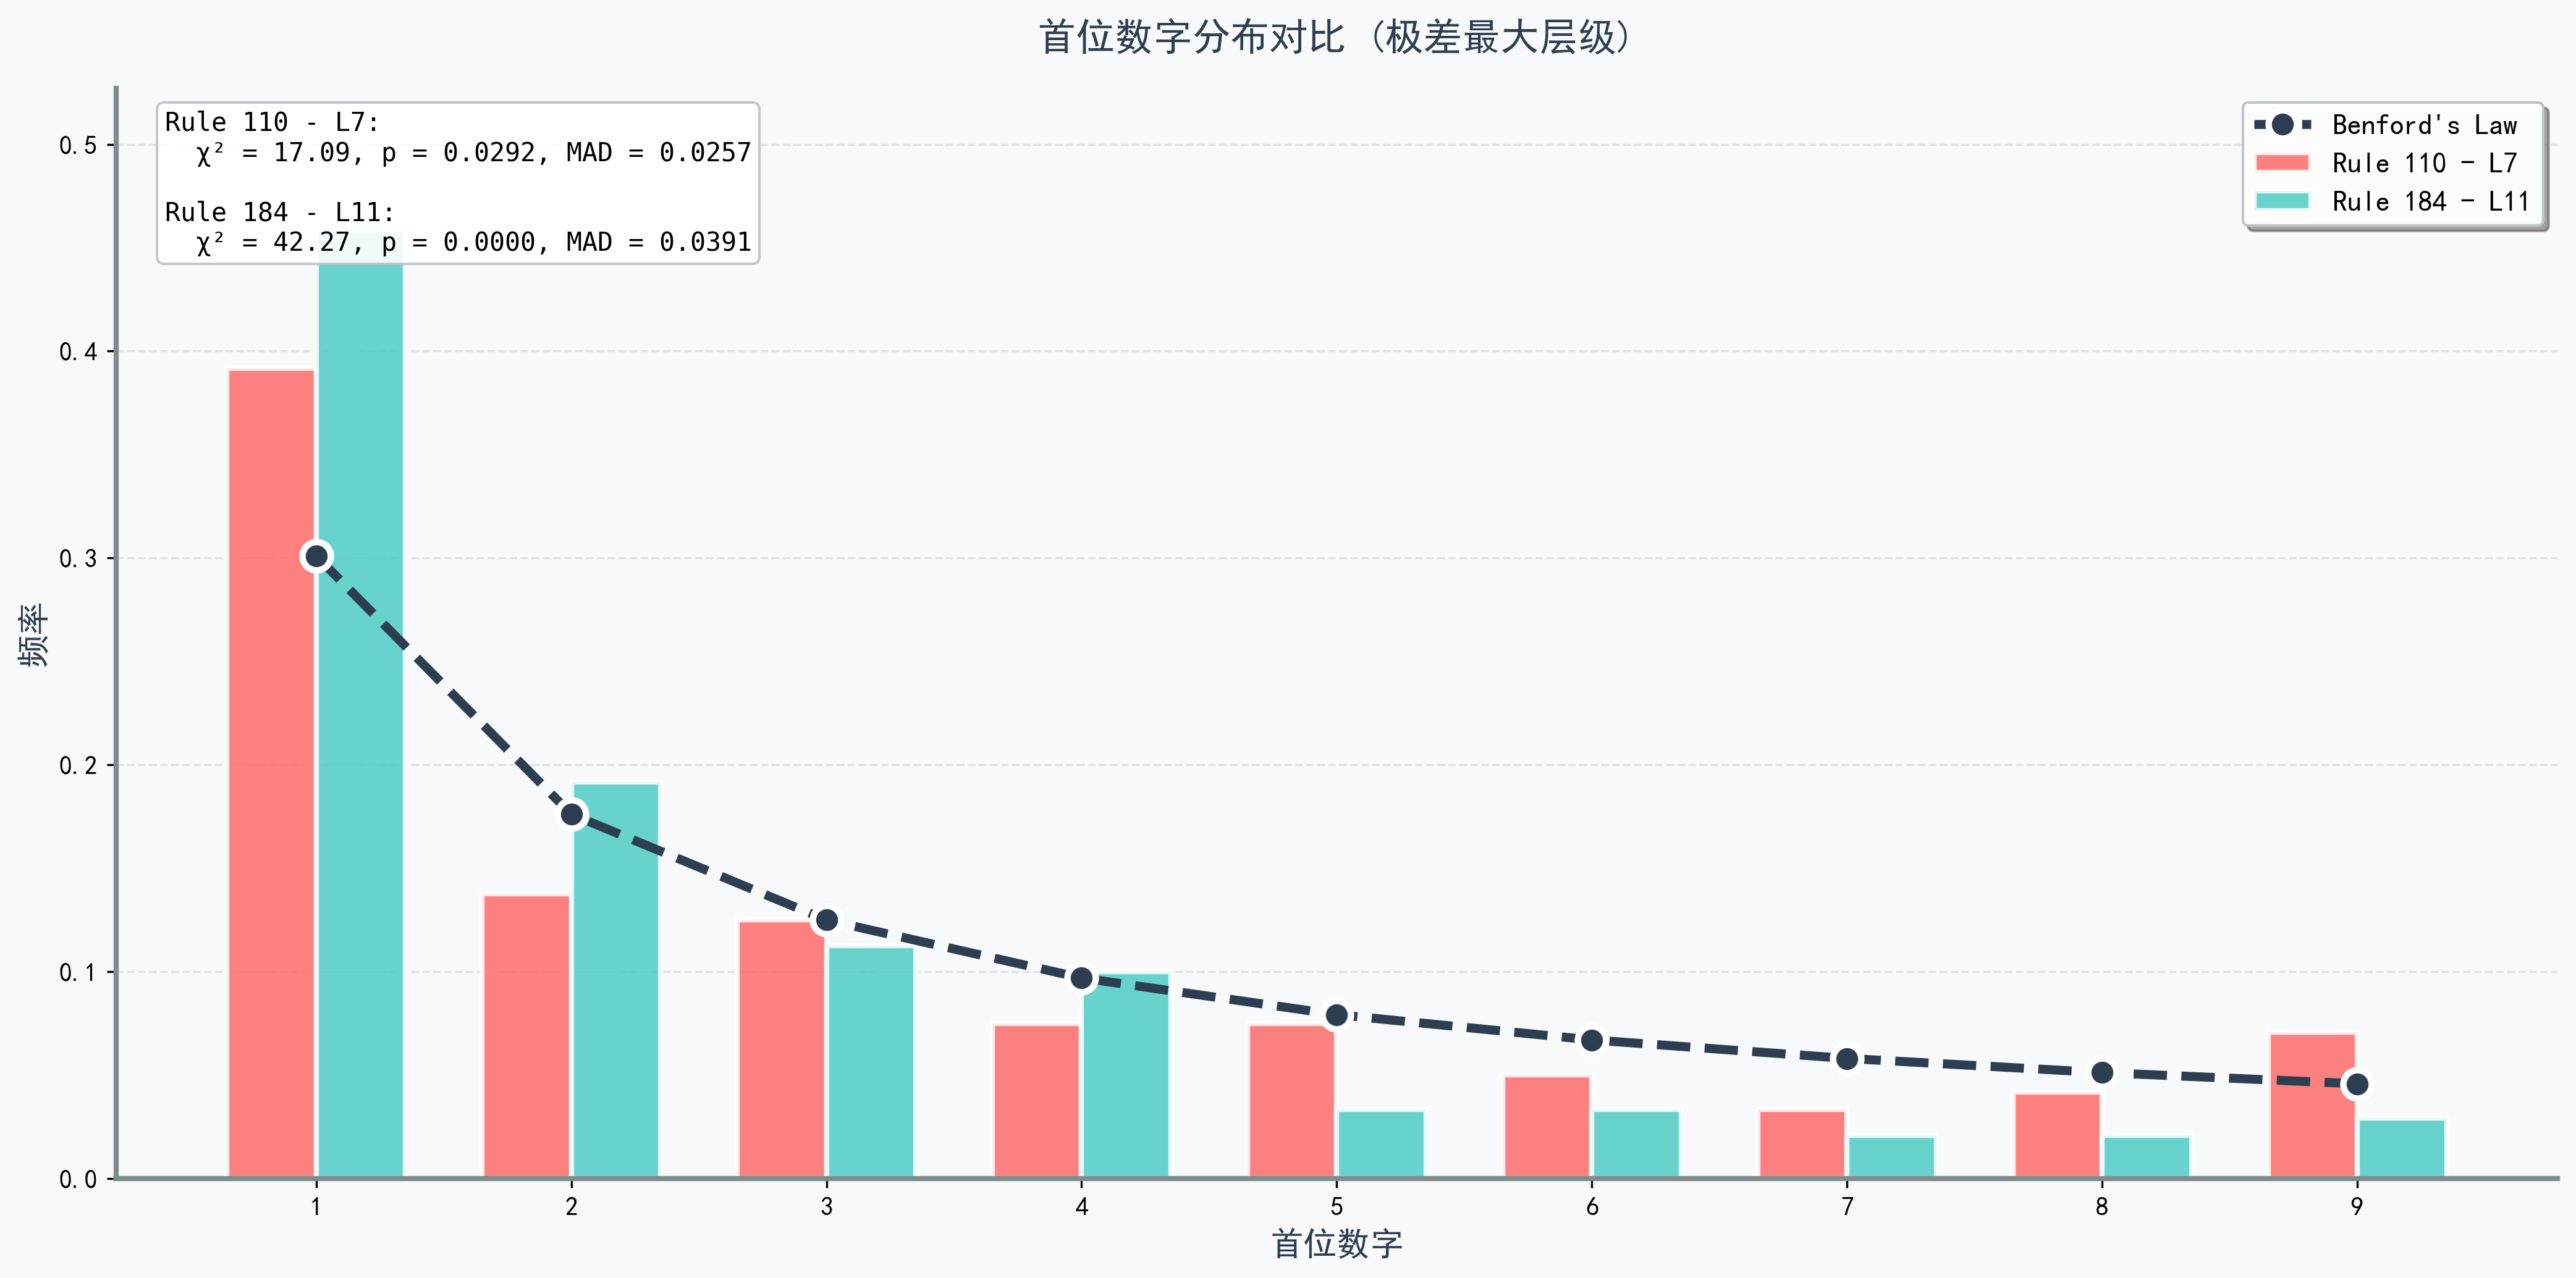 首位数字分布对比 (极差最大层级)
Rule 110 - L7:
χ² = 17.09, p = 0.0292, MAD = 0.0257
Rule 184 - L11:
χ² = 42.27, p = 0.0000, MAD = 0.0391
Benford's Law
Rule 110 - L7
Rule 184 - L11
频率
0.5
0.4
0.3
0.2
0.1
0.0
1 2 3 4 5 6 7 8 9
首位数字